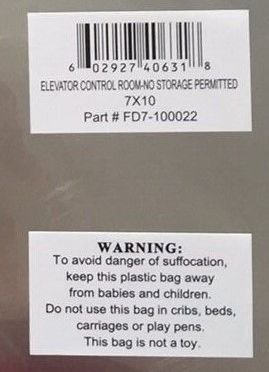 6 02927 40631 8
ELEVATOR CONTROL ROOM-NO STORAGE PERMITTED
7X10
Part # FD7-100022
WARNING:
To avoid danger of suffocation,
keep this plastic bag away
from babies and children.
Do not use this bag in cribs, beds,
carriages or play pens.
This bag is not a toy.